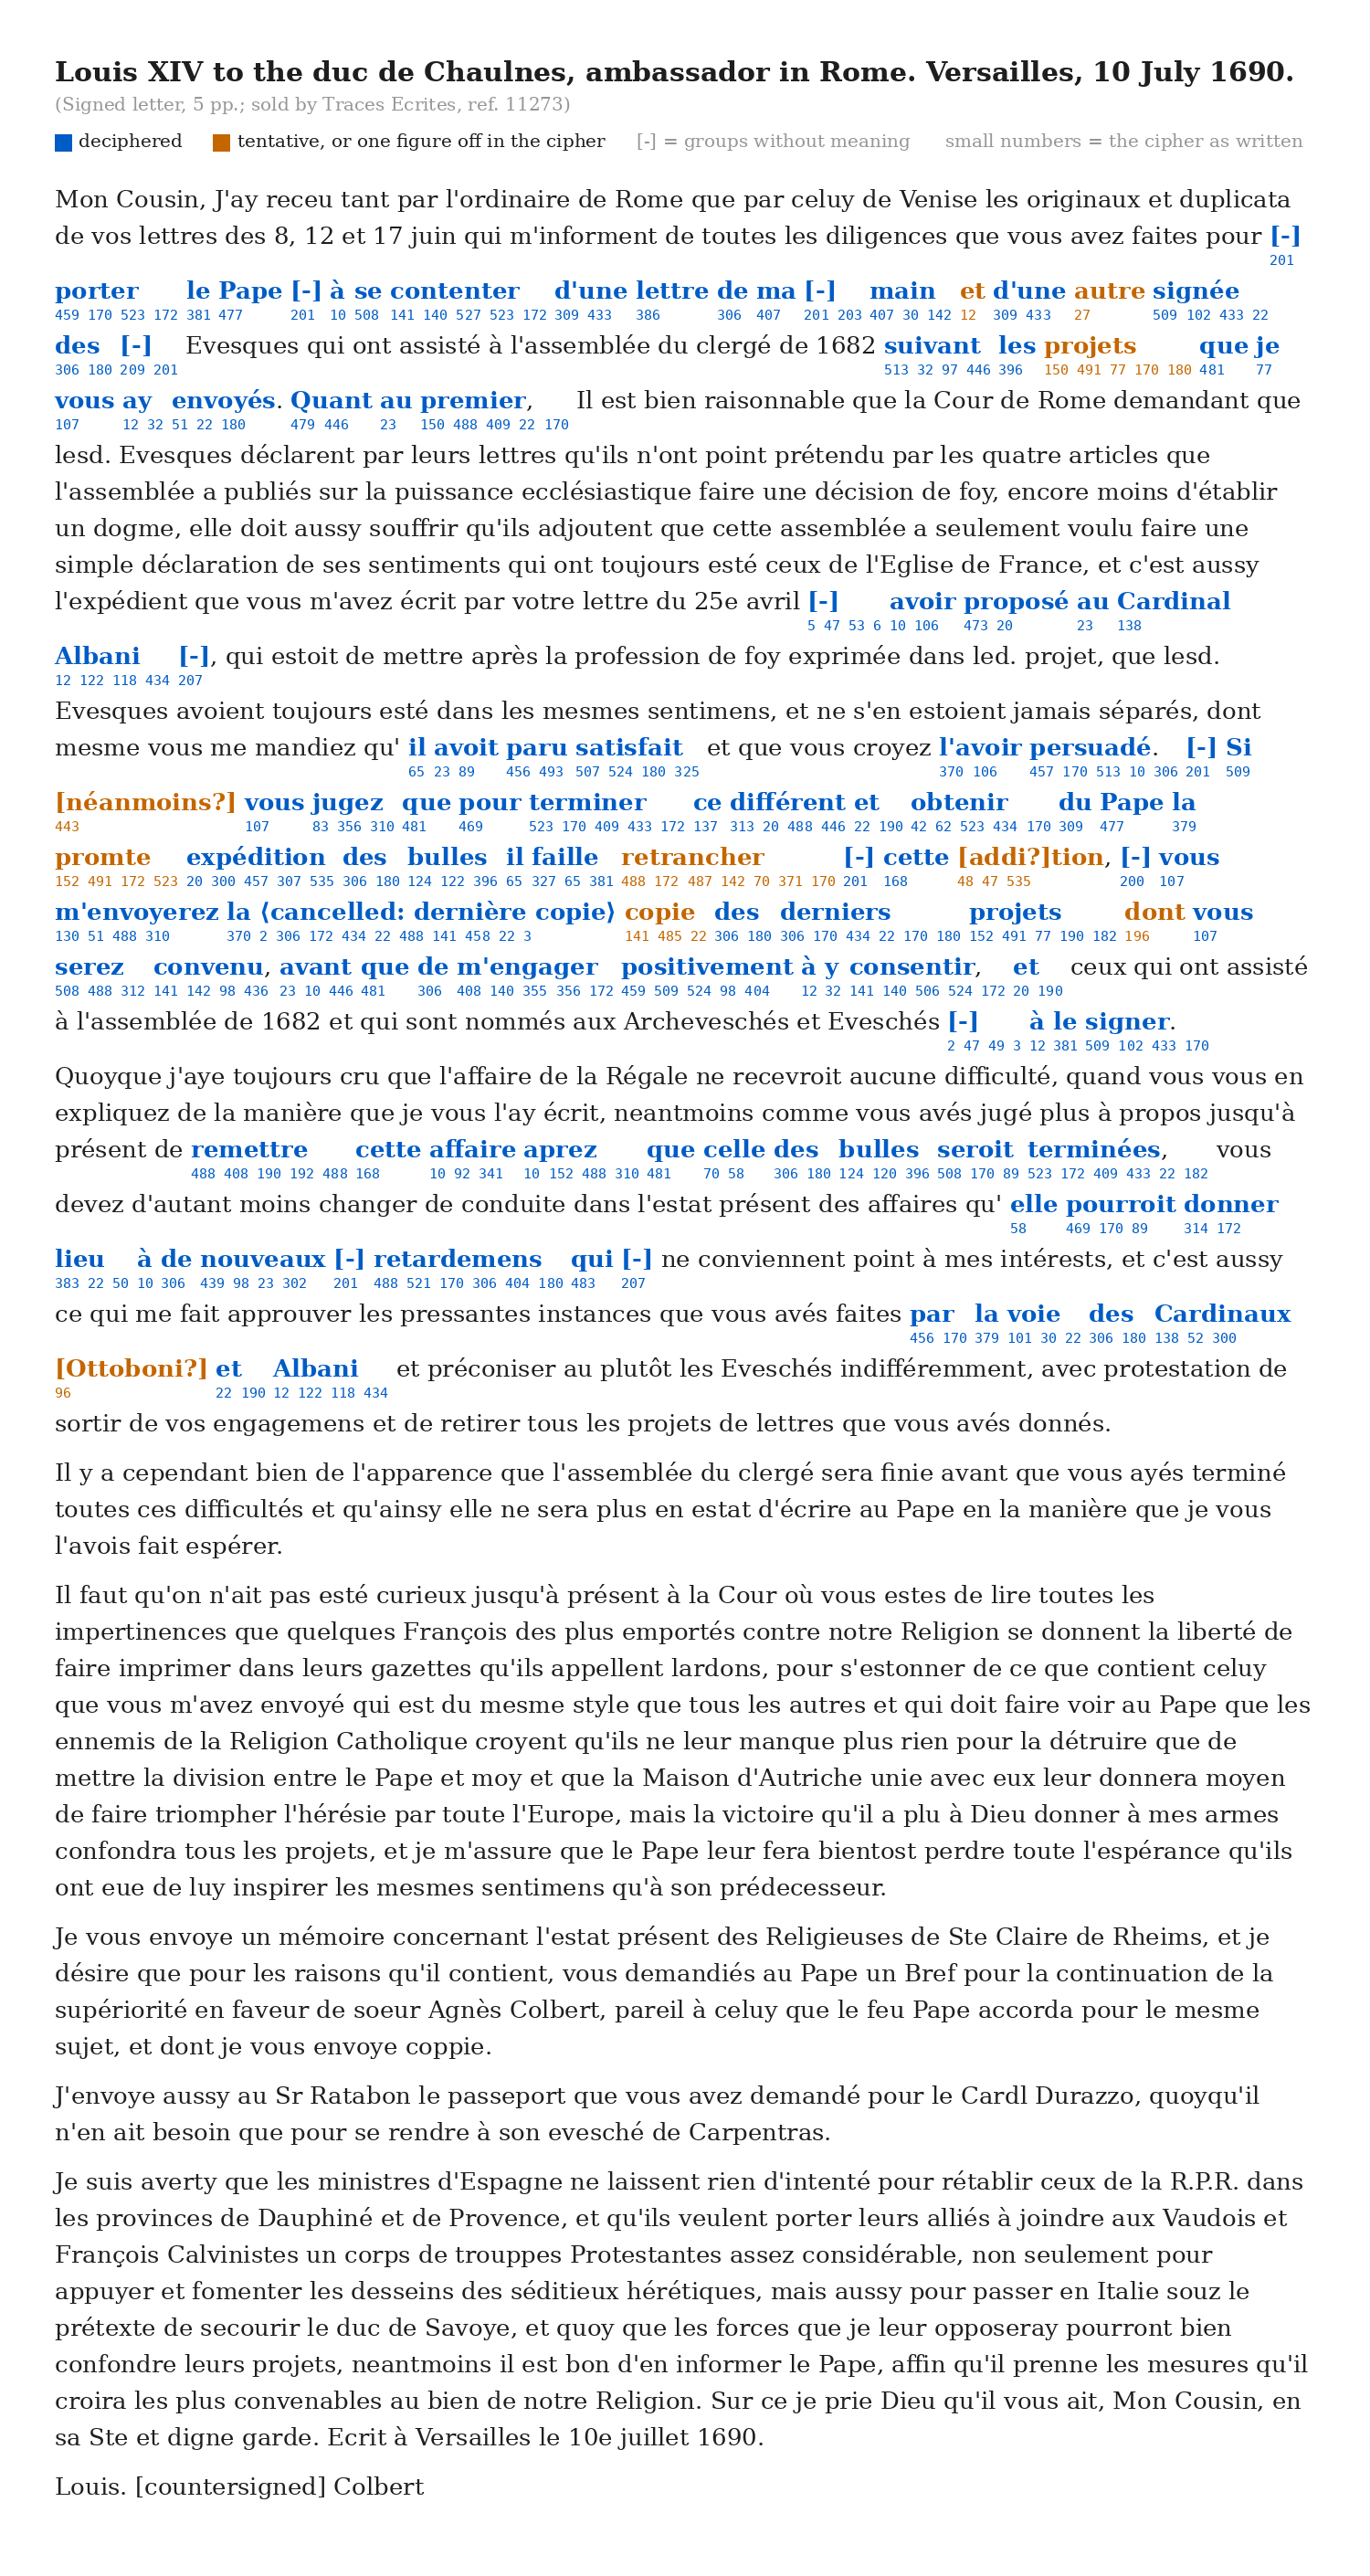 Louis XIV to the duc de Chaulnes, ambassador in Rome. Versailles, 10 July 1690.
(Signed letter, 5 pp.; sold by Traces Ecrites, ref. 11273)
deciphered tentative, or one figure off in the cipher [-] = groups without meaning small numbers = the cipher as written
Mon Cousin, J'ay receu tant par l'ordinaire de Rome que par celuy de Venise les originaux et duplicata
de vos lettres des 8, 12 et 17 juin qui m'informent de toutes les diligences que vous avez faites pour [-]
201
porter le Pape [-] à se contenter d'une lettre de ma [-] main et d'une autre signée
459 170 523 172 381 477 201 10 508 141 140 527 523 172 309 433 386 306 407 201 203 407 30 142 12 309 433 27 509 102 433 22
des [-] Evesques qui ont assisté à l'assemblée du clergé de 1682 suivant les projets que je
306 180 209 201 513 32 97 446 396 150 491 77 170 180 481 77
vous ay envoyés. Quant au premier, Il est bien raisonnable que la Cour de Rome demandant que
107 12 32 51 22 180 479 446 23 150 488 409 22 170
lesd. Evesques déclarent par leurs lettres qu'ils n'ont point prétendu par les quatre articles que
l'assemblée a publiés sur la puissance ecclésiastique faire une décision de foy, encore moins d'établir
un dogme, elle doit aussy souffrir qu'ils adjoutent que cette assemblée a seulement voulu faire une
simple déclaration de ses sentiments qui ont toujours esté ceux de l'Eglise de France, et c'est aussy
l'expédient que vous m'avez écrit par votre lettre du 25e avril [-] avoir proposé au Cardinal
5 47 53 6 10 106 473 20 23 138
Albani [-], qui estoit de mettre après la profession de foy exprimée dans led. projet, que lesd.
12 122 118 434 207
Evesques avoient toujours esté dans les mesmes sentimens, et ne s'en estoient jamais séparés, dont
mesme vous me mandiez qu' il avoit paru satisfait et que vous croyez l'avoir persuadé. [-] Si
65 23 89 456 493 507 524 180 325 370 106 457 170 513 10 306 201 509
[néanmoins?] vous jugez que pour terminer ce différent et obtenir du Pape la
443 107 83 356 310 481 469 523 170 409 433 172 137 313 20 488 446 22 190 42 62 523 434 170 309 477 379
promte expédition des bulles il faille retrancher [-] cette [addi?]tion, [-] vous
152 491 172 523 20 300 457 307 535 306 180 124 122 396 65 327 65 381 488 172 487 142 70 371 170 201 168 48 47 535 200 107
m'envoyerez la ⟨cancelled: dernière copie⟩ copie des derniers projets dont vous
130 51 488 310 370 2 306 172 434 22 488 141 458 22 3 141 485 22 306 180 306 170 434 22 170 180 152 491 77 190 182 196 107
serez convenu, avant que de m'engager positivement à y consentir, et ceux qui ont assisté
508 488 312 141 142 98 436 23 10 446 481 306 408 140 355 356 172 459 509 524 98 404 12 32 141 140 506 524 172 20 190
à l'assemblée de 1682 et qui sont nommés aux Archeveschés et Eveschés [-] à le signer.
2 47 49 3 12 381 509 102 433 170
Quoyque j'aye toujours cru que l'affaire de la Régale ne recevroit aucune difficulté, quand vous vous en
expliquez de la manière que je vous l'ay écrit, neantmoins comme vous avés jugé plus à propos jusqu'à
présent de remettre cette affaire aprez que celle des bulles seroit terminées, vous
488 408 190 192 488 168 10 92 341 10 152 488 310 481 70 58 306 180 124 120 396 508 170 89 523 172 409 433 22 182
devez d'autant moins changer de conduite dans l'estat présent des affaires qu' elle pourroit donner
58 469 170 89 314 172
lieu à de nouveaux [-] retardemens qui [-] ne conviennent point à mes intérests, et c'est aussy
383 22 50 10 306 439 98 23 302 201 488 521 170 306 404 180 483 207
ce qui me fait approuver les pressantes instances que vous avés faites par la voie des Cardinaux
456 170 379 101 30 22 306 180 138 52 300
[Ottoboni?] et Albani et préconiser au plutôt les Eveschés indifféremment, avec protestation de
96 22 190 12 122 118 434
sortir de vos engagemens et de retirer tous les projets de lettres que vous avés donnés.
Il y a cependant bien de l'apparence que l'assemblée du clergé sera finie avant que vous ayés terminé
toutes ces difficultés et qu'ainsy elle ne sera plus en estat d'écrire au Pape en la manière que je vous
l'avois fait espérer.
Il faut qu'on n'ait pas esté curieux jusqu'à présent à la Cour où vous estes de lire toutes les
impertinences que quelques François des plus emportés contre notre Religion se donnent la liberté de
faire imprimer dans leurs gazettes qu'ils appellent lardons, pour s'estonner de ce que contient celuy
que vous m'avez envoyé qui est du mesme style que tous les autres et qui doit faire voir au Pape que les
ennemis de la Religion Catholique croyent qu'ils ne leur manque plus rien pour la détruire que de
mettre la division entre le Pape et moy et que la Maison d'Autriche unie avec eux leur donnera moyen
de faire triompher l'hérésie par toute l'Europe, mais la victoire qu'il a plu à Dieu donner à mes armes
confondra tous les projets, et je m'assure que le Pape leur fera bientost perdre toute l'espérance qu'ils
ont eue de luy inspirer les mesmes sentimens qu'à son prédecesseur.
Je vous envoye un mémoire concernant l'estat présent des Religieuses de Ste Claire de Rheims, et je
désire que pour les raisons qu'il contient, vous demandiés au Pape un Bref pour la continuation de la
supériorité en faveur de soeur Agnès Colbert, pareil à celuy que le feu Pape accorda pour le mesme
sujet, et dont je vous envoye coppie.
J'envoye aussy au Sr Ratabon le passeport que vous avez demandé pour le Cardl Durazzo, quoyqu'il
n'en ait besoin que pour se rendre à son evesché de Carpentras.
Je suis averty que les ministres d'Espagne ne laissent rien d'intenté pour rétablir ceux de la R.P.R. dans
les provinces de Dauphiné et de Provence, et qu'ils veulent porter leurs alliés à joindre aux Vaudois et
François Calvinistes un corps de trouppes Protestantes assez considérable, non seulement pour
appuyer et fomenter les desseins des séditieux hérétiques, mais aussy pour passer en Italie souz le
prétexte de secourir le duc de Savoye, et quoy que les forces que je leur opposeray pourront bien
confondre leurs projets, neantmoins il est bon d'en informer le Pape, affin qu'il prenne les mesures qu'il
croira les plus convenables au bien de notre Religion. Sur ce je prie Dieu qu'il vous ait, Mon Cousin, en
sa Ste et digne garde. Ecrit à Versailles le 10e juillet 1690.
Louis. [countersigned] Colbert